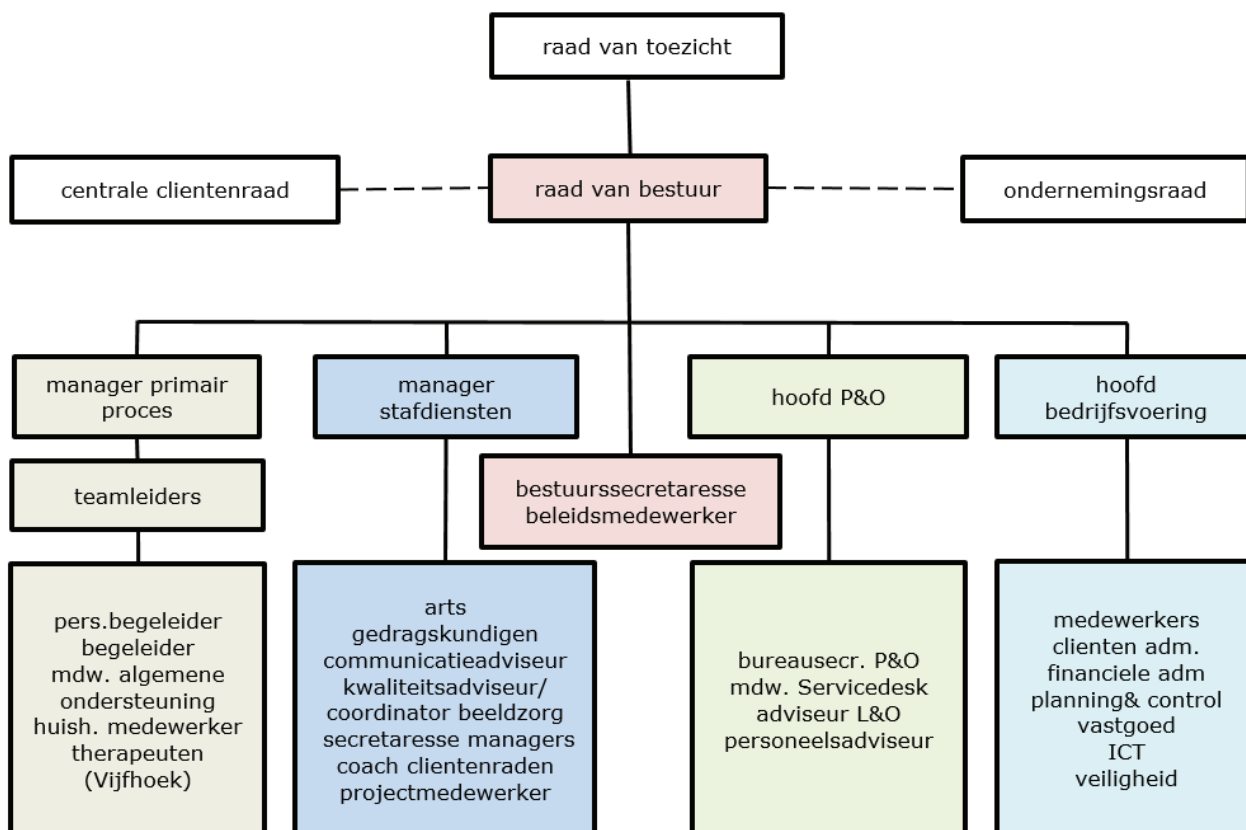 raad van toezicht
centrale clientenraad
raad van bestuur
ondernemingsraad
manager primair
proces
manager
stafdiensten
hoofd P&O
hoofd
bedrijfsvoering
teamleiders
bestuurssecretaresse
beleidsmedewerker
pers.begeleider
begeleider
mdw. algemene
ondersteuning
huish. medewerker
therapeuten
(Vijfhoek)
arts
gedragskundigen
communicatieadviseur
kwaliteitsadviseur/
coordinator beeldzorg
secretaresse managers
coach clientenraden
projectmedewerker
bureausecr. P&O
mdw. Servicedesk
adviseur L&O
personeelsadviseur
medewerkers
clienten adm.
financiele adm
planning& control
vastgoed
ICT
veiligheid